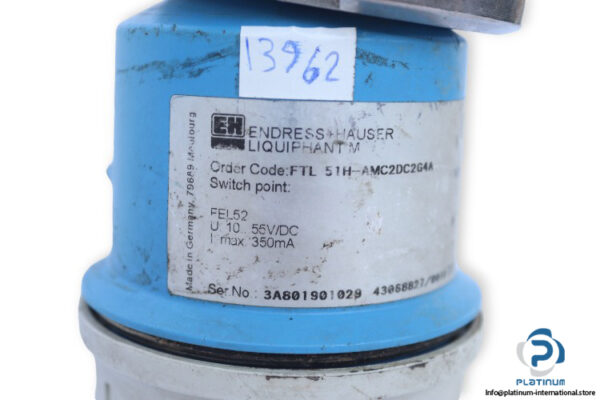 13962
EH
ENDRESS+HAUSER
LIQUIPHANT M
Order Code:FTL 51H-AMC2DC2G4A
Switch point:
FEL52
U: 10.. 55V/DC
I max: 350mA
Ser.No.: 3A801901029
Made in Germany, 79689 Maulburg
PLATINUM
Info@platinum-international.store